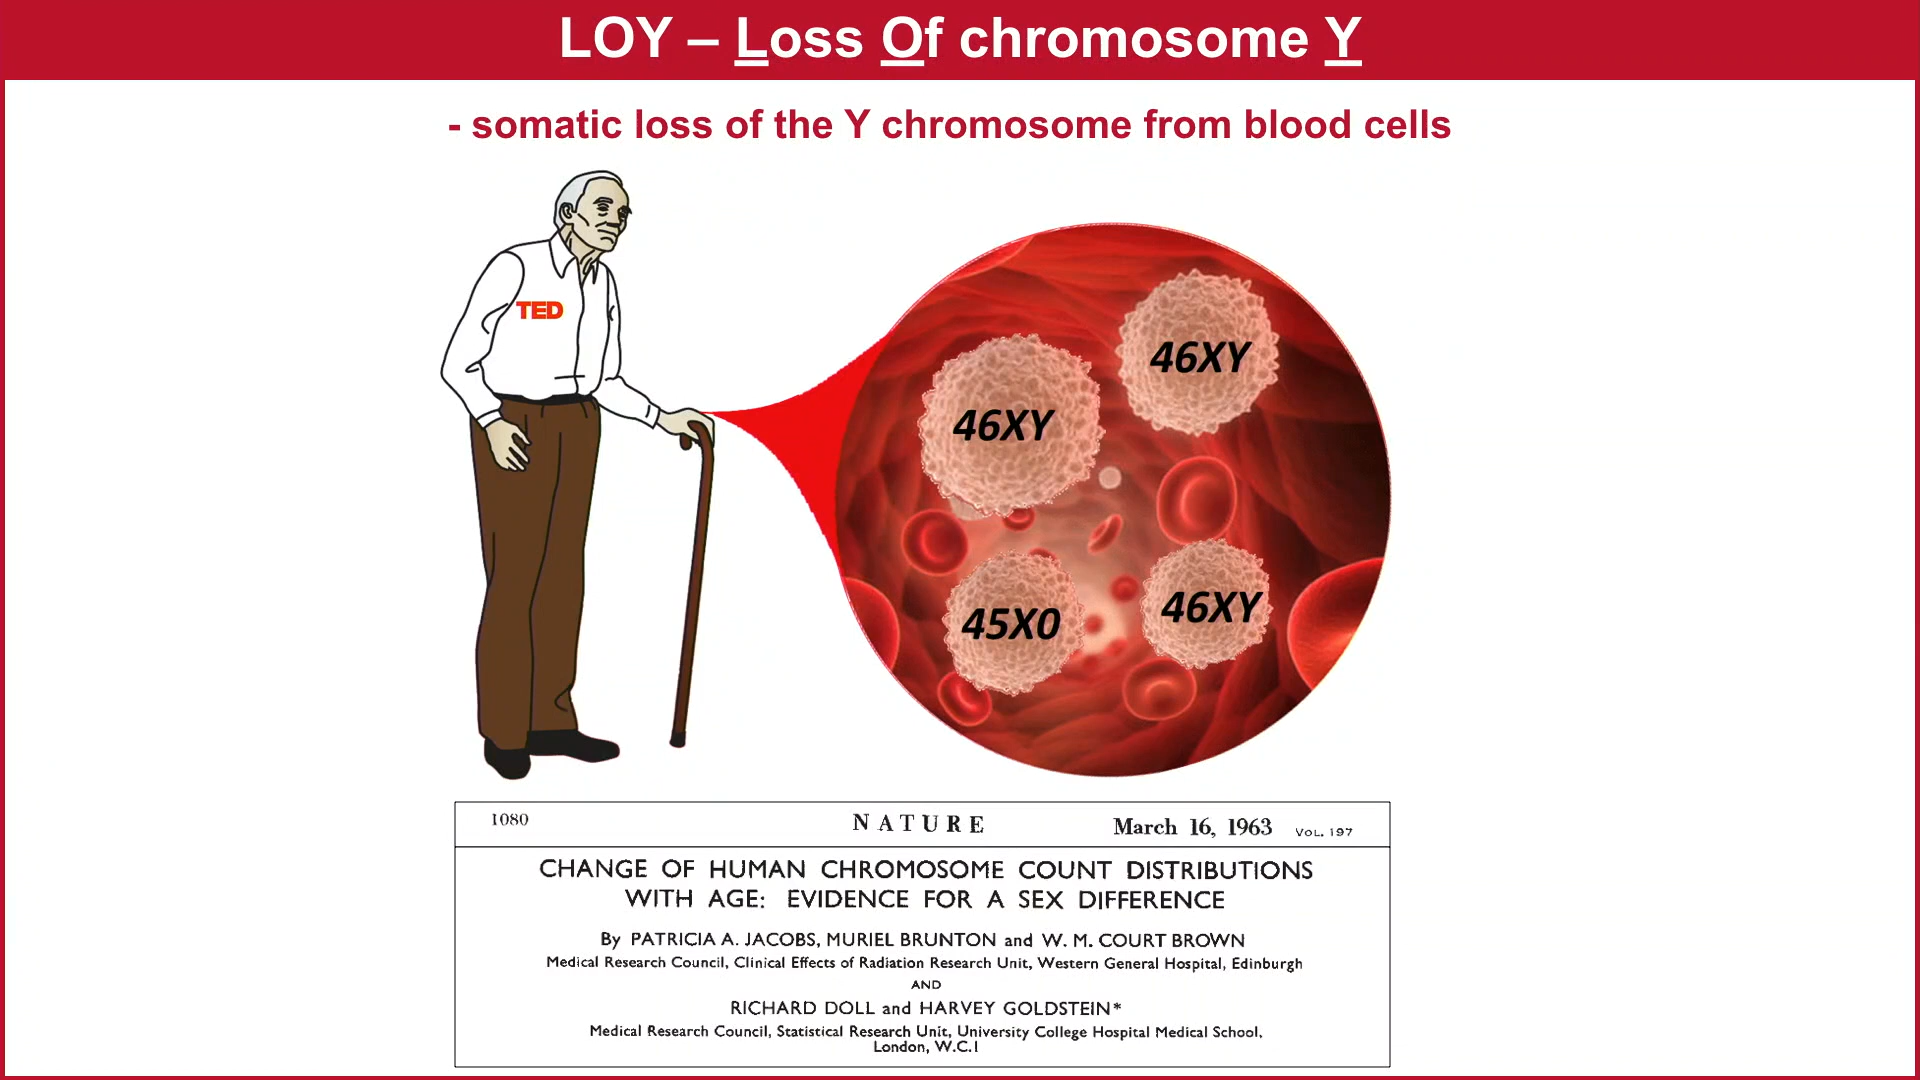 LOY – Loss Of chromosome Y
- somatic loss of the Y chromosome from blood cells
TED
46XY
46XY
45X0
46XY
1080 NATURE March 16, 1963 VOL. 197
CHANGE OF HUMAN CHROMOSOME COUNT DISTRIBUTIONS
WITH AGE: EVIDENCE FOR A SEX DIFFERENCE
By PATRICIA A. JACOBS, MURIEL BRUNTON and W. M. COURT BROWN
Medical Research Council, Clinical Effects of Radiation Research Unit, Western General Hospital, Edinburgh
AND
RICHARD DOLL and HARVEY GOLDSTEIN*
Medical Research Council, Statistical Research Unit, University College Hospital Medical School,
London, W.C.1